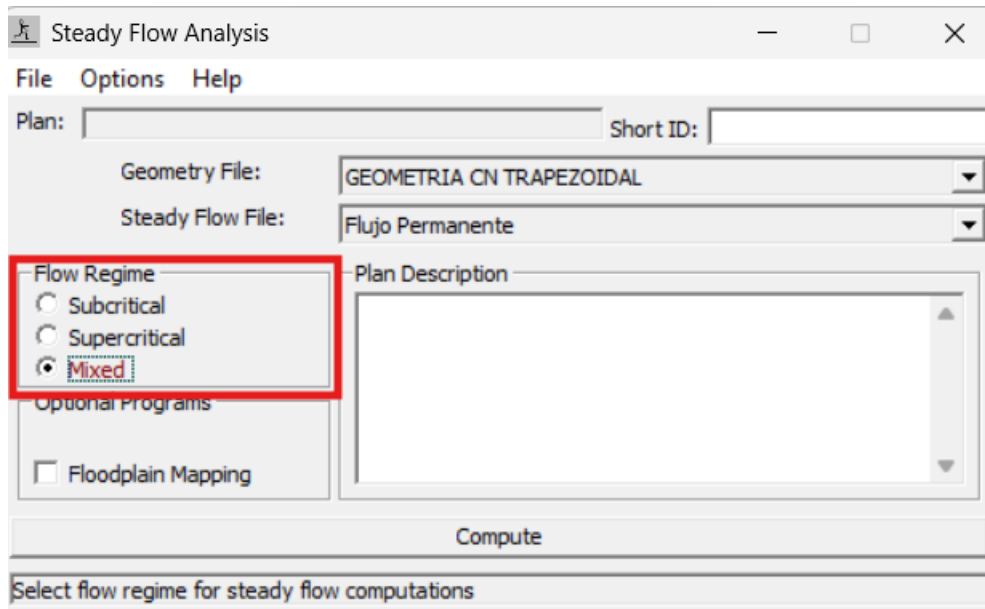 Steady Flow Analysis
File Options Help
Plan: Short ID:
Geometry File: GEOMETRIA CN TRAPEZOIDAL
Steady Flow File: Flujo Permanente
Flow Regime
Subcritical
Supercritical
Mixed
Plan Description
Optional Programs
Floodplain Mapping
Compute
Select flow regime for steady flow computations